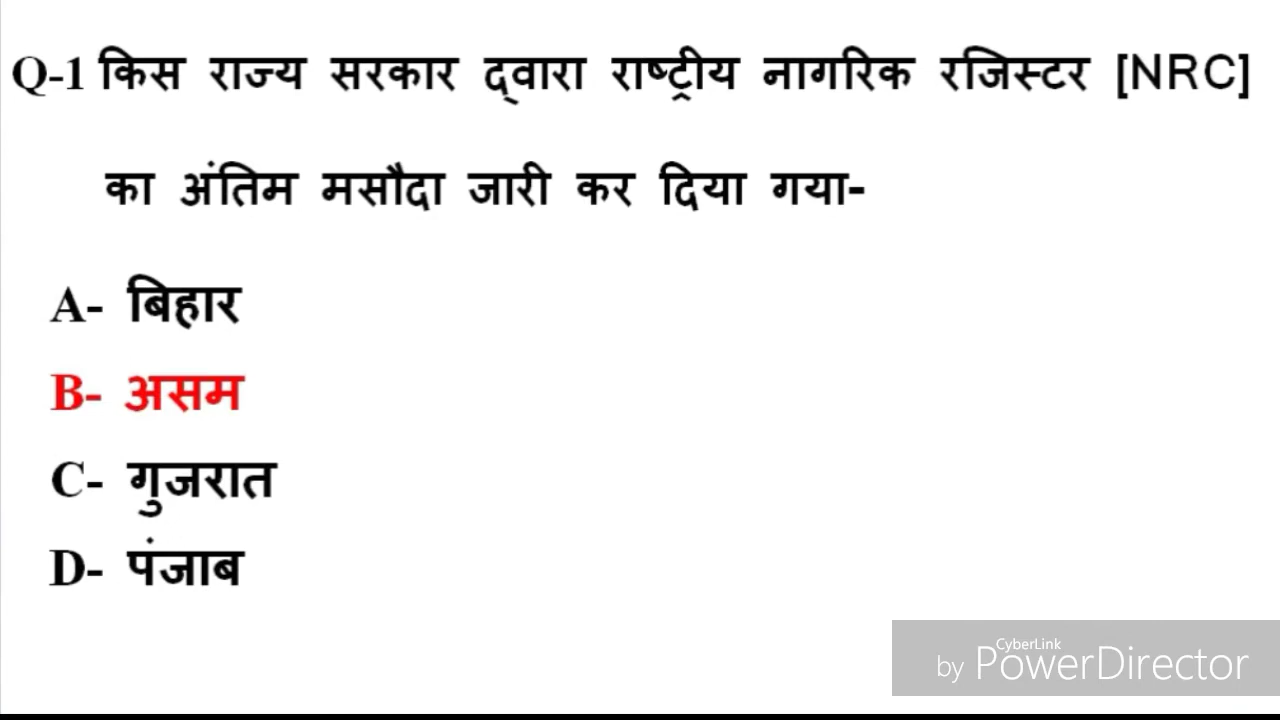 Q-1 किस राज्य सरकार द्वारा राष्ट्रीय नागरिक रजिस्टर [NRC]
का अंतिम मसौदा जारी कर दिया गया-
A- बिहार
B- असम
C- गुजरात
D- पंजाब
CyberLink
by PowerDirector